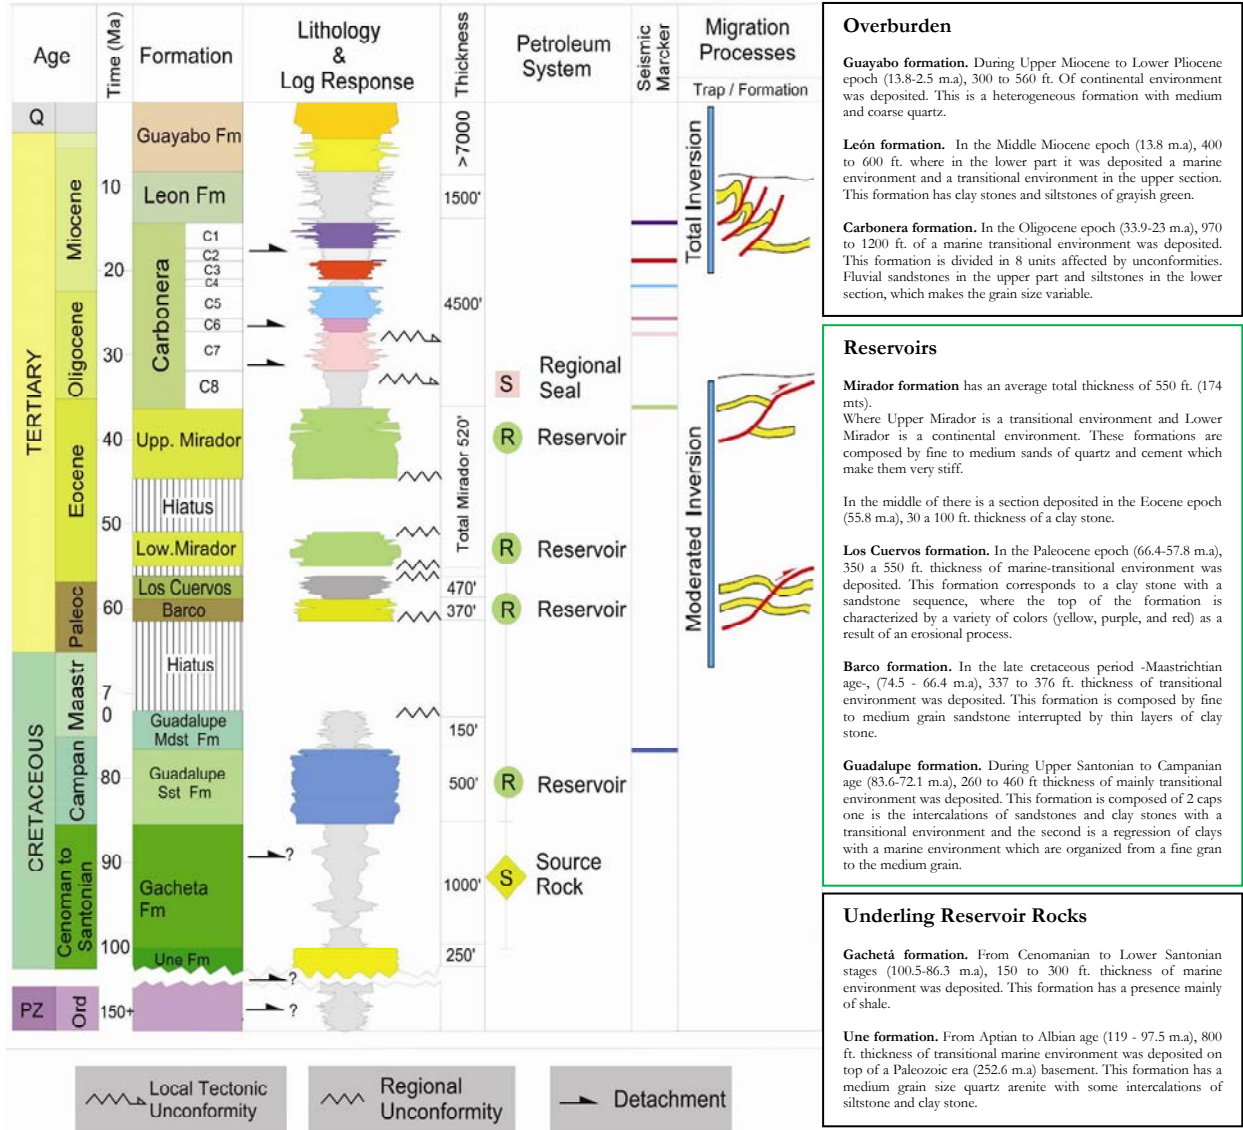 Age
Time (Ma)
Formation
Lithology
&
Log Response
Thickness
Petroleum
System
Seismic
Marcker
Migration
Processes
Trap / Formation
Q
TERTIARY
CRETACEOUS
PZ
Miocene
Oligocene
Eocene
Paleoc
Maastr
Campan
Cenoman to
Santonian
Ord
10
20
30
40
50
60
7
0
80
90
100
150+
Guayabo Fm
Leon Fm
Carbonera
C1
C2
C3
C4
C5
C6
C7
C8
Upp. Mirador
Hiatus
Low.Mirador
Los Cuervos
Barco
Hiatus
Guadalupe
Mdst Fm
Guadalupe
Sst Fm
Gacheta
Fm
Une Fm
?
?
?
>7000
1500'
4500'
Total Mirador 520'
470'
370'
150'
500'
1000'
250'
S Regional
Seal
R Reservoir
R Reservoir
R Reservoir
R Reservoir
S Source
Rock
Total Inversion
Moderated Inversion
Local Tectonic
Unconformity
Regional
Unconformity
Detachment
Overburden
Guayabo formation. During Upper Miocene to Lower Pliocene
epoch (13.8-2.5 m.a), 300 to 560 ft. Of continental environment
was deposited. This is a heterogeneous formation with medium
and coarse quartz.
León formation. In the Middle Miocene epoch (13.8 m.a), 400
to 600 ft. where in the lower part it was deposited a marine
environment and a transitional environment in the upper section.
This formation has clay stones and siltstones of grayish green.
Carbonera formation. In the Oligocene epoch (33.9-23 m.a), 970
to 1200 ft. of a marine transitional environment was deposited.
This formation is divided in 8 units affected by unconformities.
Fluvial sandstones in the upper part and siltstones in the lower
section, which makes the grain size variable.
Reservoirs
Mirador formation has an average total thickness of 550 ft. (174
mts).
Where Upper Mirador is a transitional environment and Lower
Mirador is a continental environment. These formations are
composed by fine to medium sands of quartz and cement which
make them very stiff.
In the middle of there is a section deposited in the Eocene epoch
(55.8 m.a), 30 a 100 ft. thickness of a clay stone.
Los Cuervos formation. In the Paleocene epoch (66.4-57.8 m.a),
350 a 550 ft. thickness of marine-transitional environment was
deposited. This formation corresponds to a clay stone with a
sandstone sequence, where the top of the formation is
characterized by a variety of colors (yellow, purple, and red) as a
result of an erosional process.
Barco formation. In the late cretaceous period -Maastrichtian
age-, (74.5 - 66.4 m.a), 337 to 376 ft. thickness of transitional
environment was deposited. This formation is composed by fine
to medium grain sandstone interrupted by thin layers of clay
stone.
Guadalupe formation. During Upper Santonian to Campanian
age (83.6-72.1 m.a), 260 to 460 ft thickness of mainly transitional
environment was deposited. This formation is composed of 2 caps
one is the intercalations of sandstones and clay stones with a
transitional environment and the second is a regression of clays
with a marine environment which are organized from a fine gran
to the medium grain.
Underling Reservoir Rocks
Gachetá formation. From Cenomanian to Lower Santonian
stages (100.5-86.3 m.a), 150 to 300 ft. thickness of marine
environment was deposited. This formation has a presence mainly
of shale.
Une formation. From Aptian to Albian age (119 - 97.5 m.a), 800
ft. thickness of transitional marine environment was deposited on
top of a Paleozoic era (252.6 m.a) basement. This formation has a
medium grain size quartz arenite with some intercalations of
siltstone and clay stone.